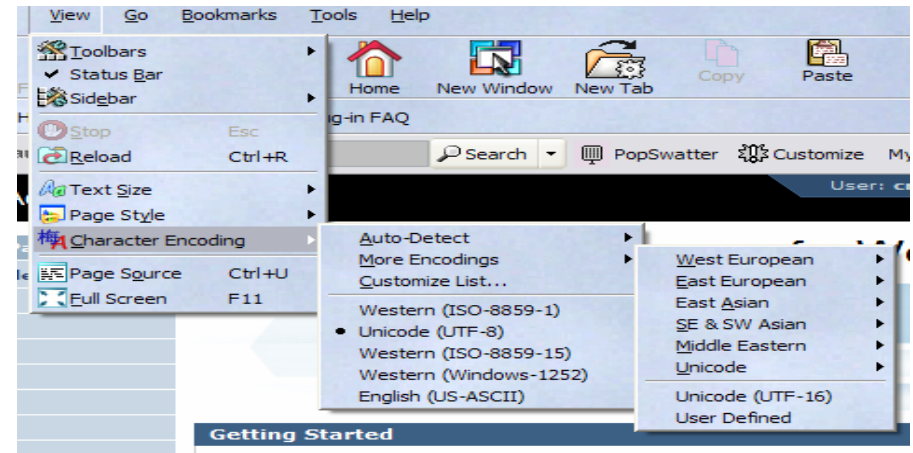 View Go Bookmarks Tools Help
Toolbars
Status Bar
Sidebar
Stop Esc
Reload Ctrl+R
Text Size
Page Style
Character Encoding
Page Source Ctrl+U
Full Screen F11
Home New Window New Tab Copy Paste
FAQ
Search PopSwatter Customize My
User:
Auto-Detect
More Encodings
Customize List...
Western (ISO-8859-1)
Unicode (UTF-8)
Western (ISO-8859-15)
Western (Windows-1252)
English (US-ASCII)
West European
East European
East Asian
SE & SW Asian
Middle Eastern
Unicode
Unicode (UTF-16)
User Defined
Getting Started